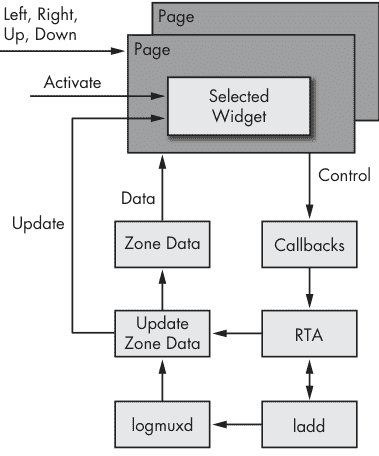 Left, Right,
Up, Down
Page
Page
Activate
Selected
Widget
Data
Control
Update
Zone Data
Callbacks
Update
Zone Data
RTA
logmuxd
ladd